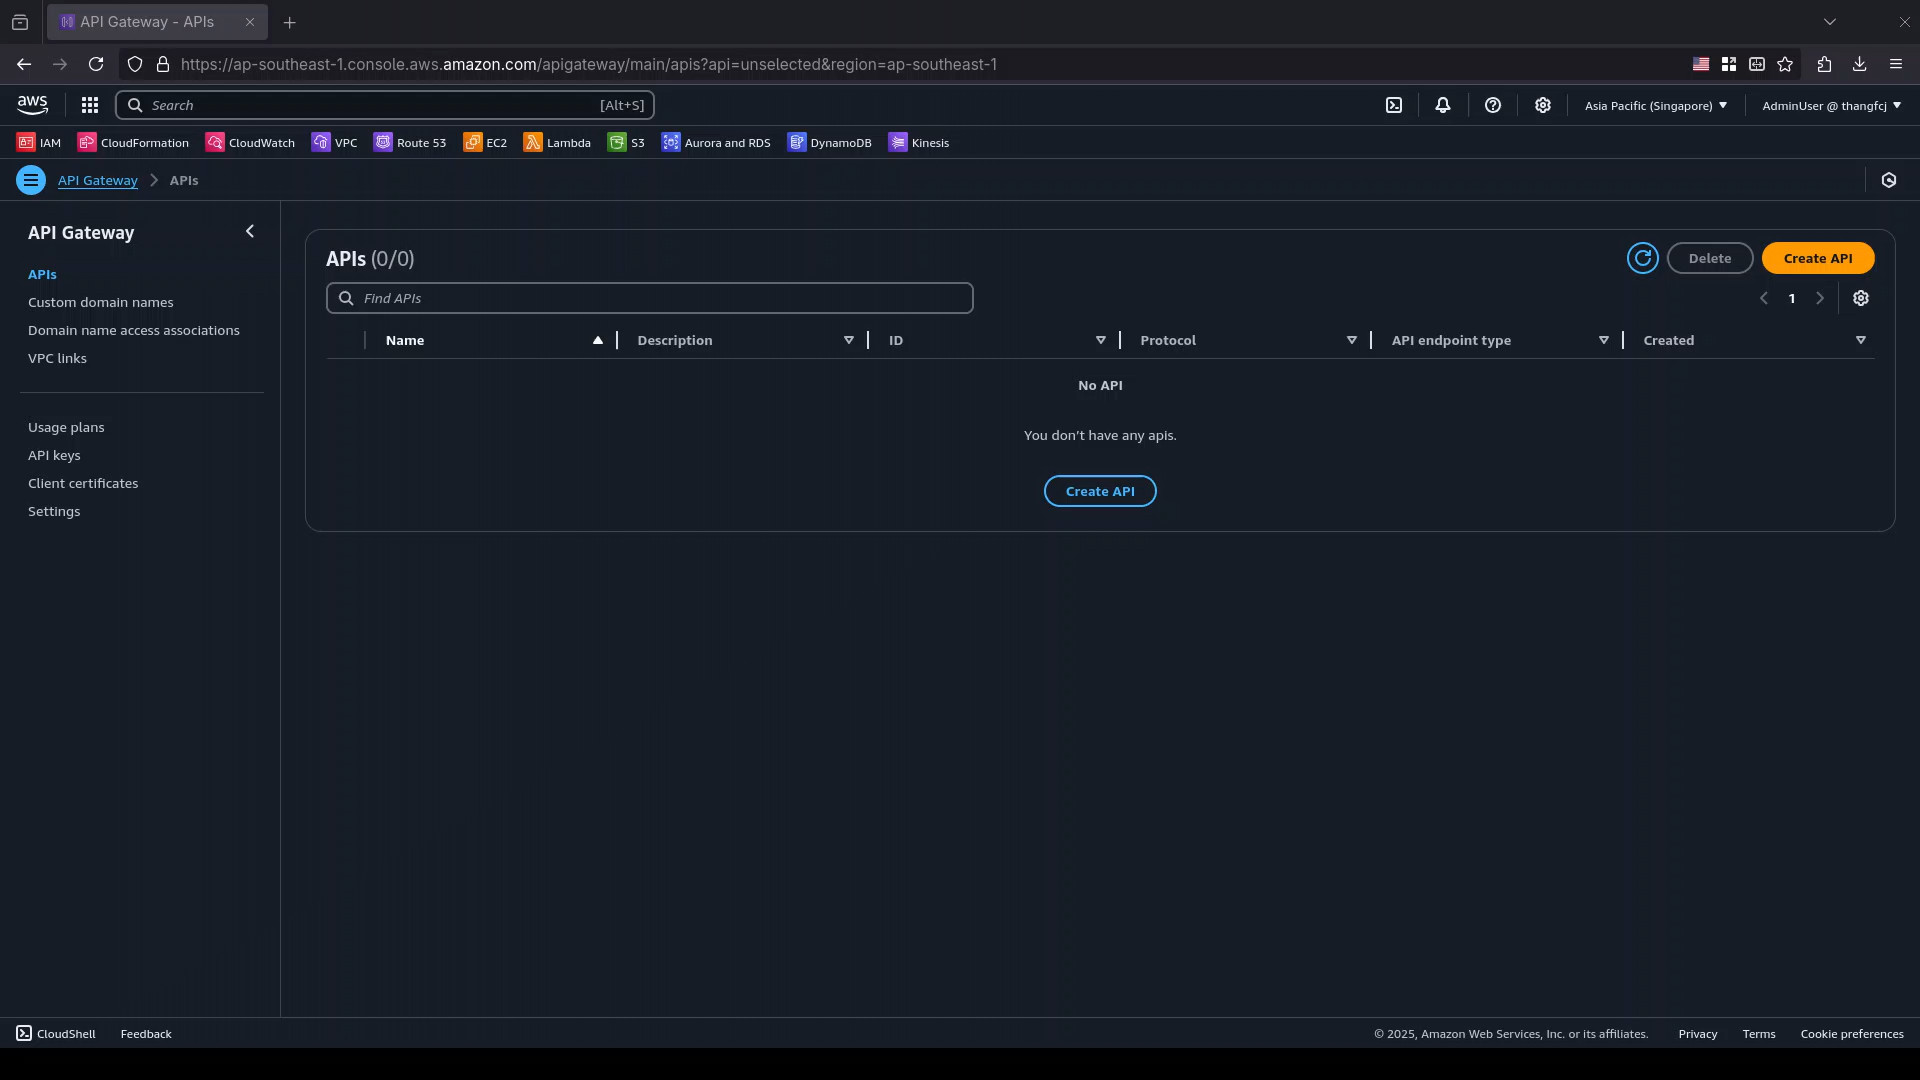 API Gateway - APIs
https://ap-southeast-1.console.aws.amazon.com/apigateway/main/apis?api=unselected&region=ap-southeast-1
aws
Search
[Alt+S]
Asia Pacific (Singapore)
AdminUser @ thangfcj
IAM
CloudFormation
CloudWatch
VPC
Route 53
EC2
Lambda
S3
Aurora and RDS
DynamoDB
Kinesis
API Gateway
APIs
API Gateway
APIs
Custom domain names
Domain name access associations
VPC links
Usage plans
API keys
Client certificates
Settings
APIs (0/0)
Delete
Create API
Find APIs
1
Name
Description
ID
Protocol
API endpoint type
Created
No API
You don't have any apis.
Create API
CloudShell
Feedback
© 2025, Amazon Web Services, Inc. or its affiliates.
Privacy
Terms
Cookie preferences